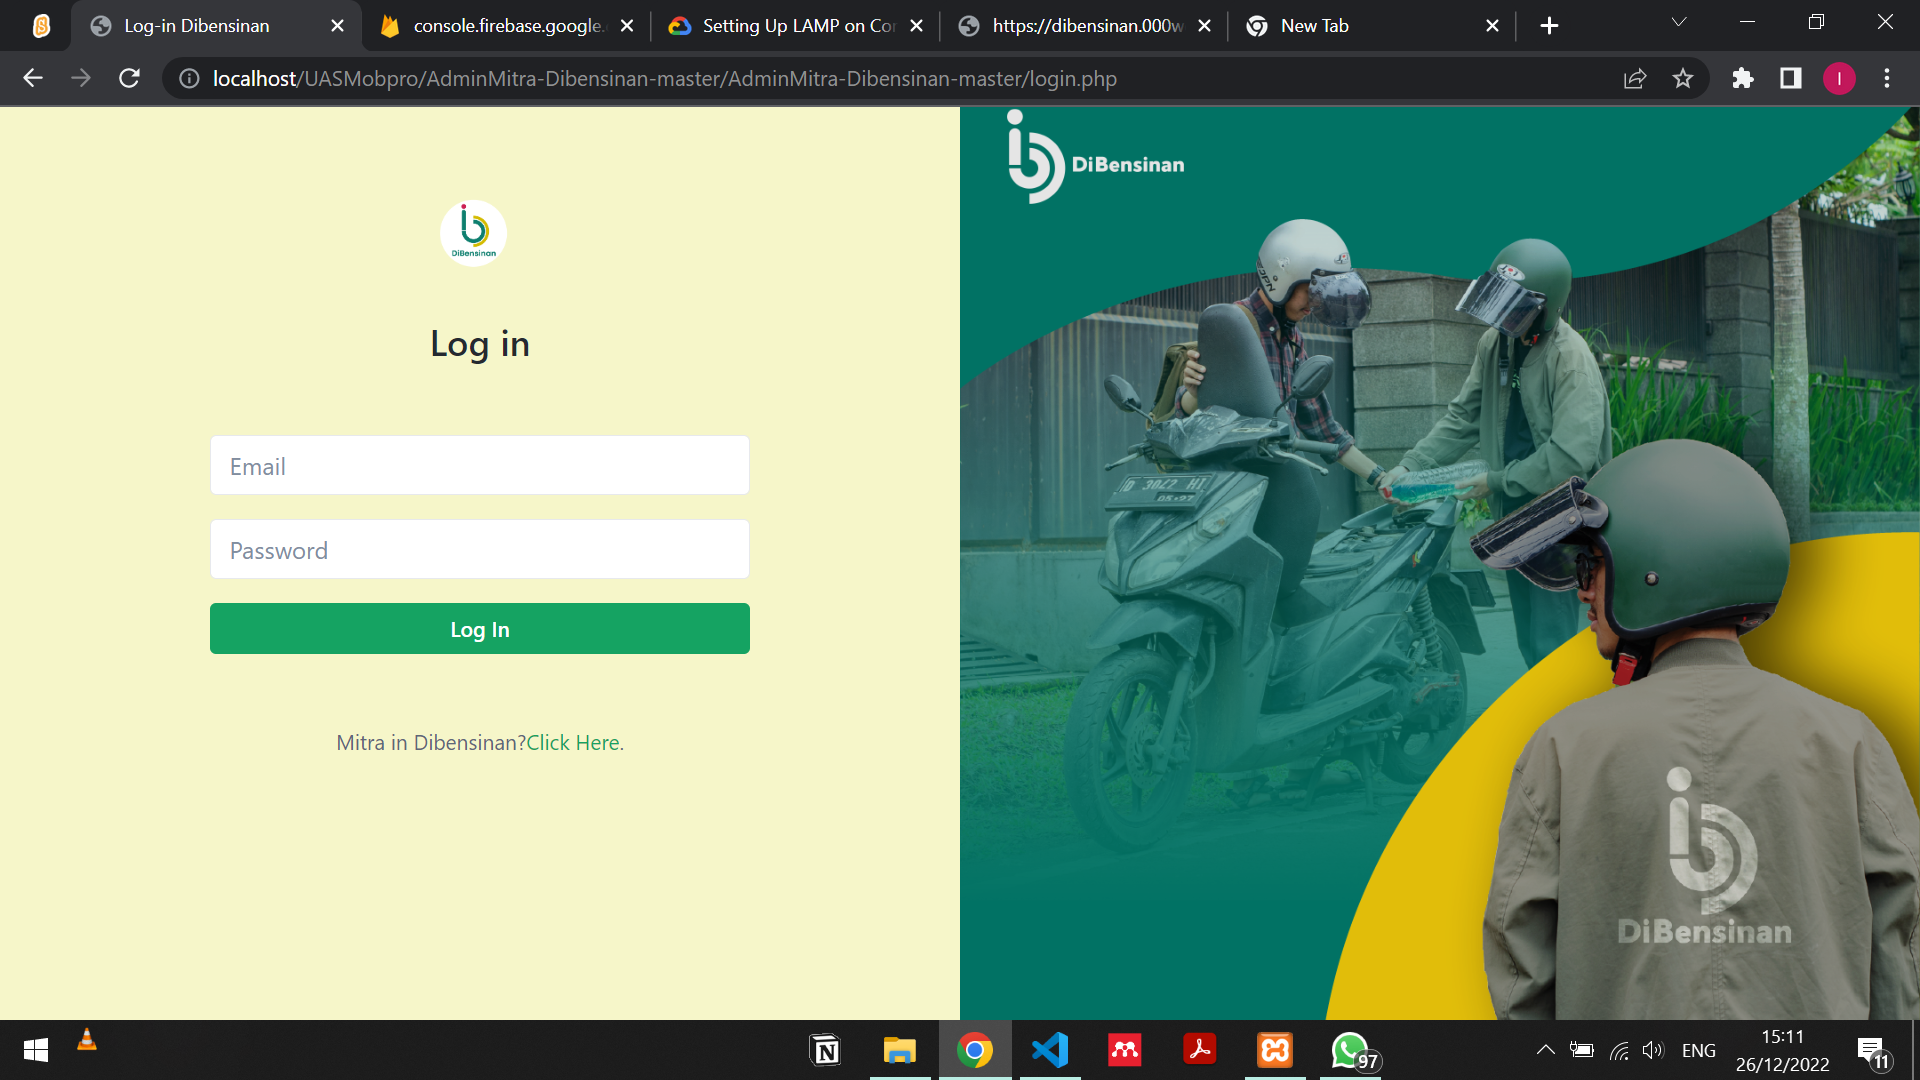 Log-in Dibensinan
console.firebase.google.
Setting Up LAMP on Co
https://dibensinan.000w
New Tab
localhost/UASMobpro/AdminMitra-Dibensinan-master/AdminMitra-Dibensinan-master/login.php
I
DiBensinan
Log in
Email
Password
Log In
Mitra in Dibensinan?Click Here.
DiBensinan
D 3042 HI
05·27
DiBensinan
97
ENG
15:11
26/12/2022
11